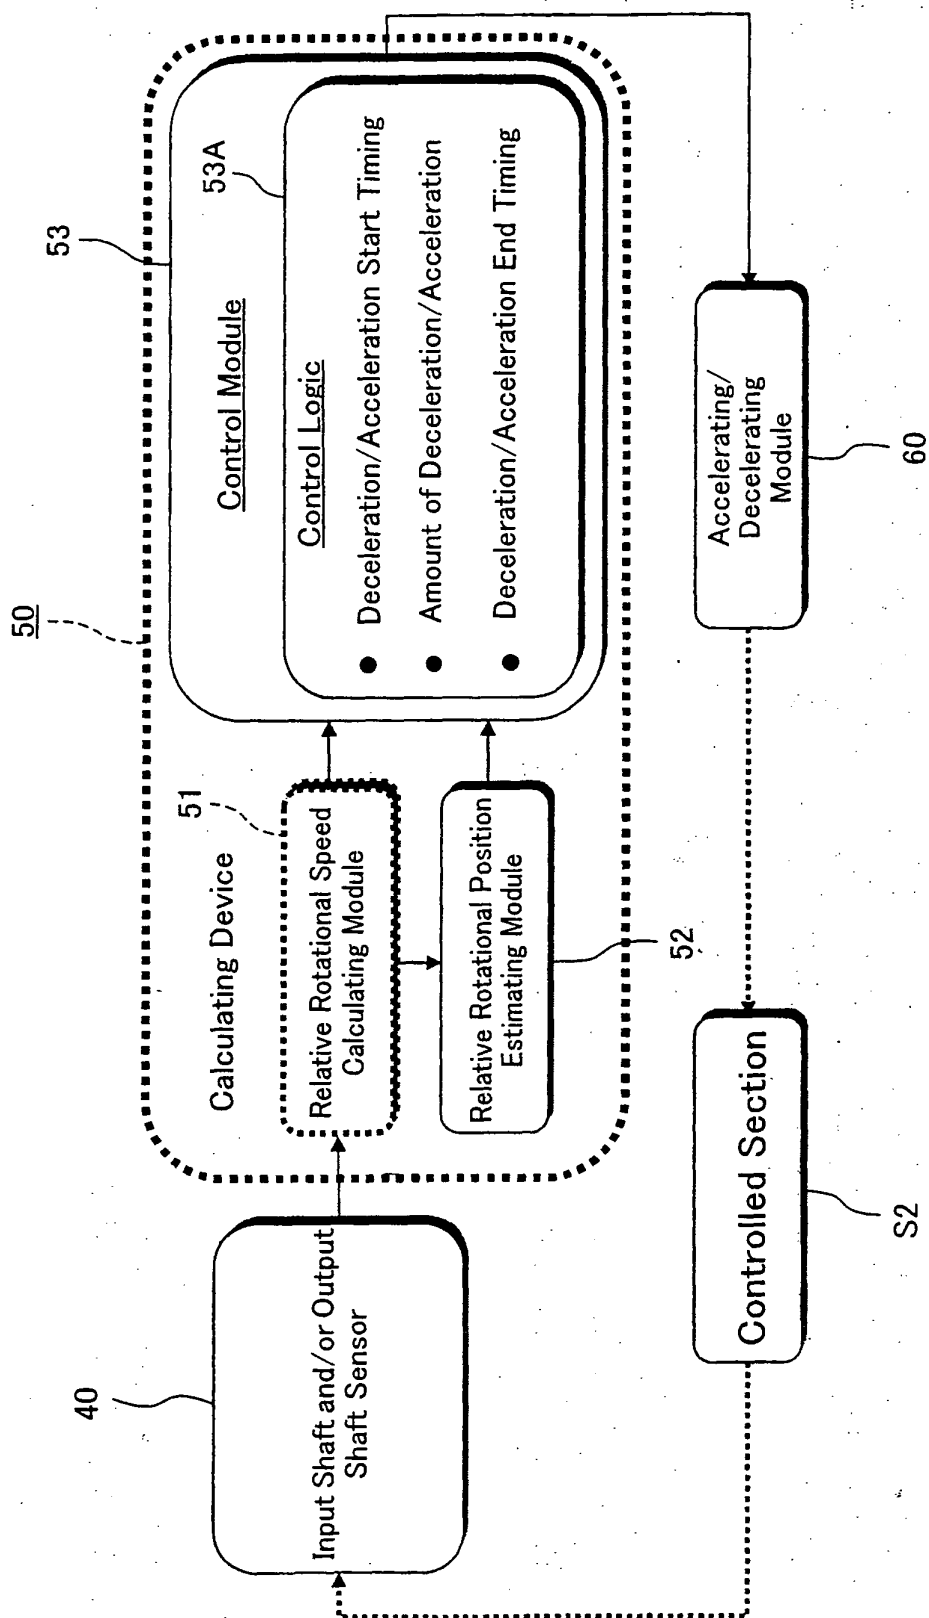 50
53
Calculating Device
Control Module
53A
Control Logic
● Deceleration/Acceleration Start Timing
● Amount of Deceleration/Acceleration
● Deceleration/Acceleration End Timing
51
Relative Rotational Speed
Calculating Module
Relative Rotational Position
Estimating Module
52
40
Input Shaft and/or Output
Shaft Sensor
Controlled Section
S2
Accelerating/
Decelerating
Module
60